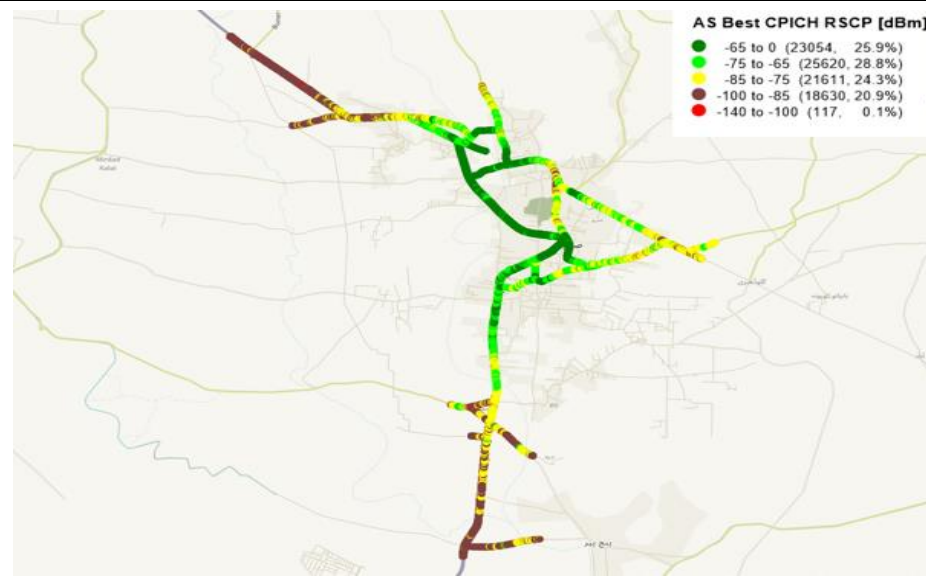 AS Best CPICH RSCP [dBm]
-65 to 0 (23054, 25.9%)
-75 to -65 (25620, 28.8%)
-85 to -75 (21611, 24.3%)
-100 to -85 (18630, 20.9%)
-140 to -100 (117, 0.1%)